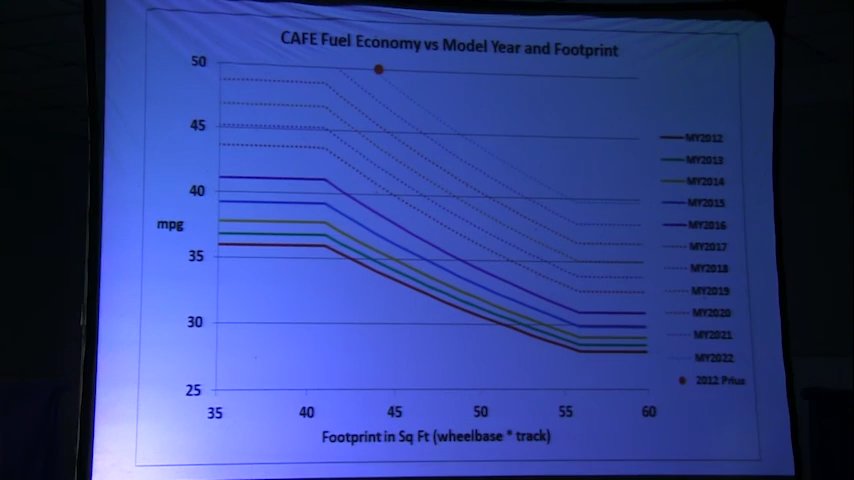 CAFE Fuel Economy vs Model Year and Footprint
50
45
40
mpg
35
30
25
35 40 45 50 55 60
Footprint in Sq Ft (wheelbase * track)
MY2012
MY2013
MY2014
MY2015
MY2016
MY2017
MY2018
MY2019
MY2020
MY2021
MY2022
2012 Prius